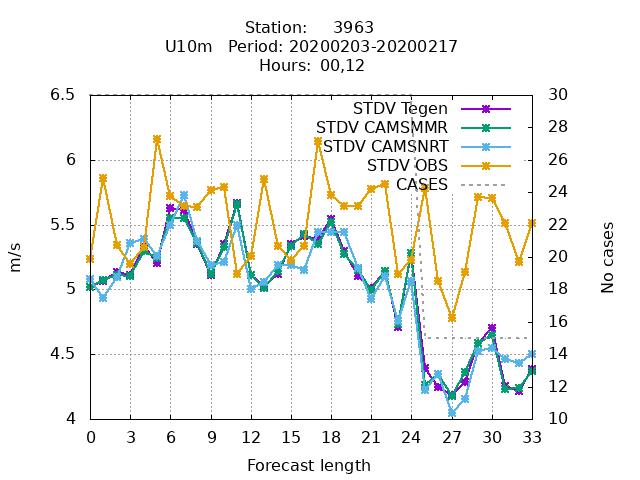 Station: 3963
U10m Period: 20200203-20200217
Hours: 00,12
6.5
6
5.5
5
4.5
4
m/s
30
28
26
24
22
20
18
16
14
12
10
No cases
STDV Tegen
STDV CAMSMMR
STDV CAMSNRT
STDV OBS
CASES
0 3 6 9 12 15 18 21 24 27 30 33
Forecast length